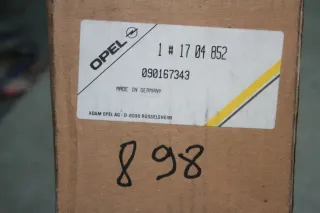 OPEL
1 # 17 04 852
090167343
MADE IN GERMANY
ADAM OPEL AG · D-6090 RÜSSELSHEIM
898